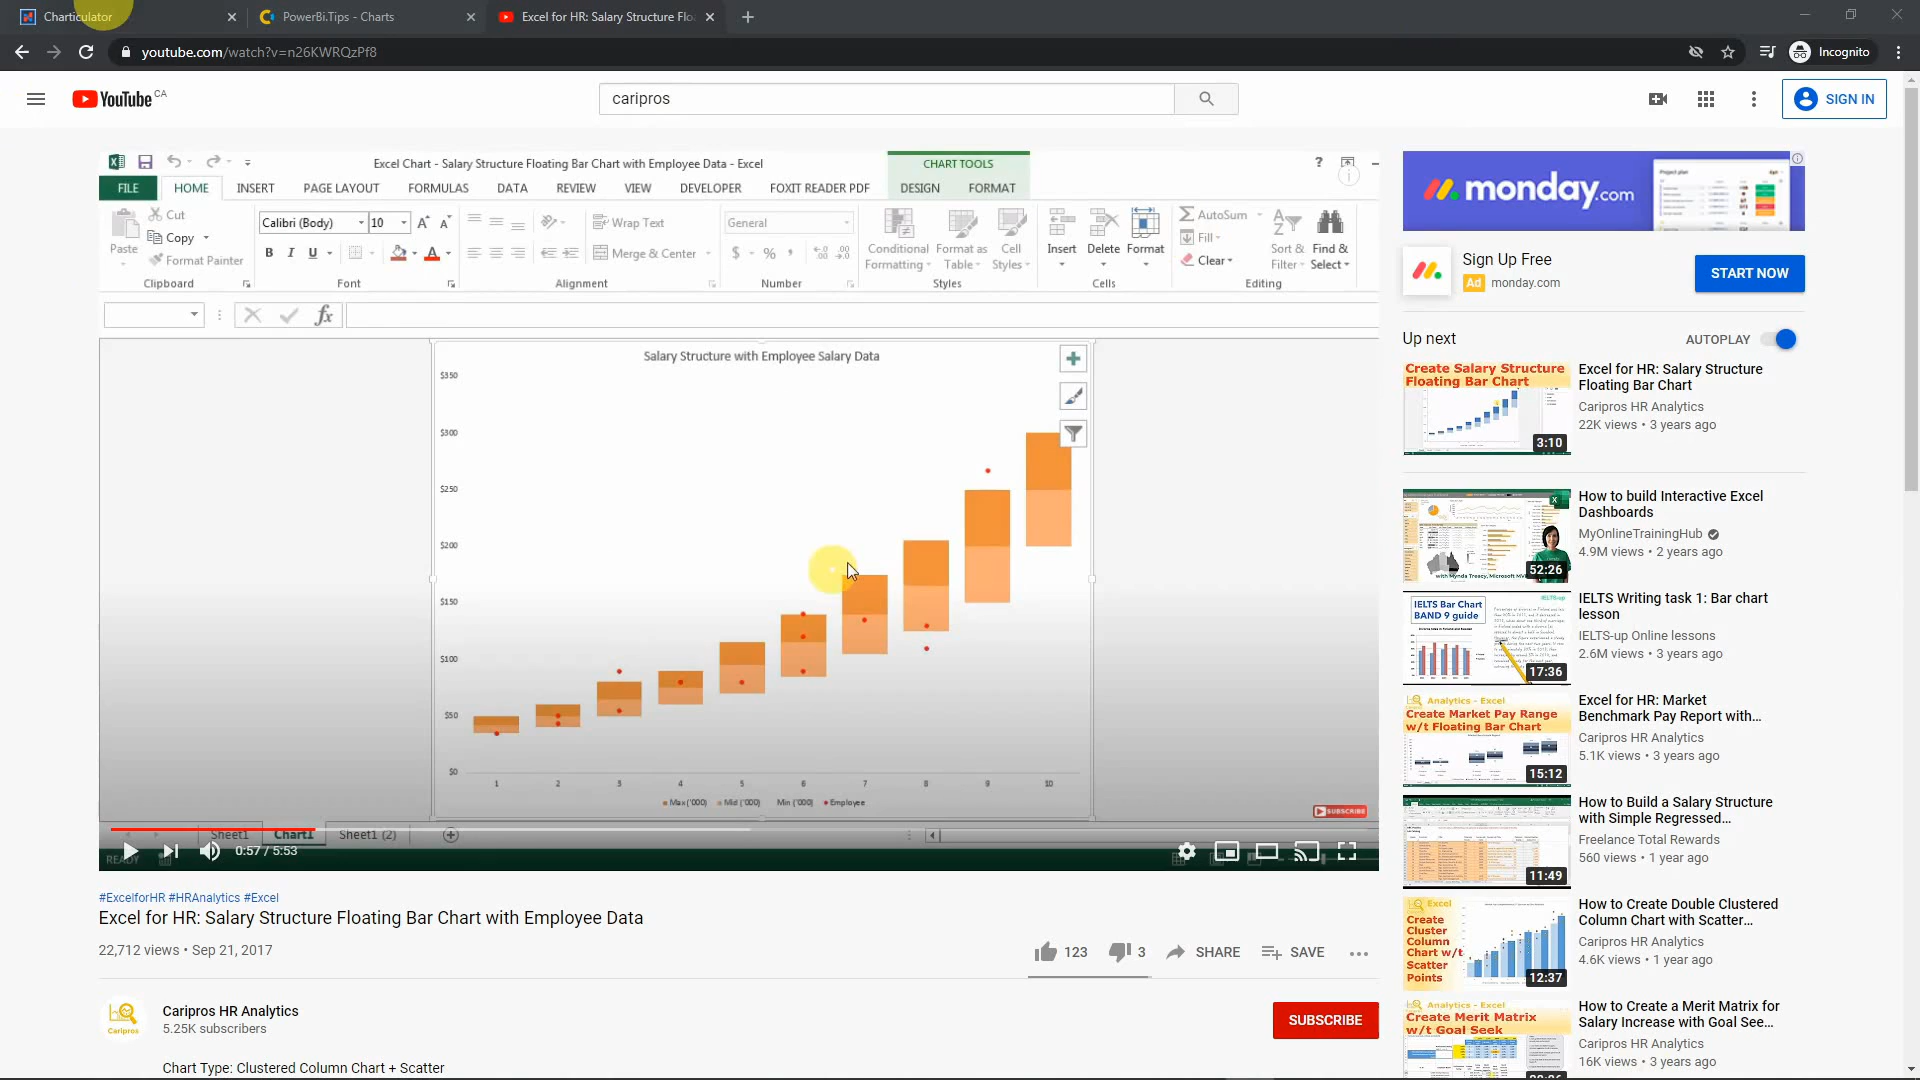 Charticulator
PowerBi.Tips - Charts
Excel for HR: Salary Structure Flo
youtube.com/watch?v=n26KWRQzPf8
Incognito
YouTube CA
caripros
SIGN IN
Excel Chart - Salary Structure Floating Bar Chart with Employee Data - Excel
CHART TOOLS
FILE HOME INSERT PAGE LAYOUT FORMULAS DATA REVIEW VIEW DEVELOPER FOXIT READER PDF DESIGN FORMAT
Cut
Copy
Format Painter
Paste
Clipboard
Calibri (Body) 10
B I U
Font
Wrap Text
Merge & Center
Alignment
General
$ % ,
Number
Conditional Formatting
Format as Table
Cell Styles
Styles
Insert Delete Format
Cells
AutoSum
Fill
Clear
Sort & Filter
Find & Select
Editing
fx
Salary Structure with Employee Salary Data
$350
$300
$250
$200
$150
$100
$50
$0
1 2 3 4 5 6 7 8 9 10
Max ('000) Mid ('000) Min ('000) Employee
SUBSCRIBE
Sheet1 Chart1 Sheet1 (2)
READY
0:57 / 5:53
#ExcelforHR #HRAnalytics #Excel
Excel for HR: Salary Structure Floating Bar Chart with Employee Data
22,712 views • Sep 21, 2017
123 3 SHARE SAVE
Caripros
Caripros HR Analytics
5.25K subscribers
SUBSCRIBE
Chart Type: Clustered Column Chart + Scatter
monday.com
Project plan
Sign Up Free
Ad monday.com
START NOW
Up next
AUTOPLAY
Create Salary Structure
Floating Bar Chart
3:10
Excel for HR: Salary Structure
Floating Bar Chart
Caripros HR Analytics
22K views • 3 years ago
with Mynda Treacy, Microsoft MV
52:26
How to build Interactive Excel
Dashboards
MyOnlineTrainingHub
4.9M views • 2 years ago
IELTS Bar Chart
BAND 9 guide
IELTS-up
17:36
IELTS Writing task 1: Bar chart
lesson
IELTS-up Online lessons
2.6M views • 3 years ago
Analytics - Excel
Create Market Pay Range
w/t Floating Bar Chart
15:12
Excel for HR: Market
Benchmark Pay Report with...
Caripros HR Analytics
5.1K views • 3 years ago
11:49
How to Build a Salary Structure
with Simple Regressed...
Freelance Total Rewards
560 views • 1 year ago
Excel
Create
Cluster
Column
Chart w/t
Scatter
Points
12:37
How to Create Double Clustered
Column Chart with Scatter...
Caripros HR Analytics
4.6K views • 1 year ago
Analytics - Excel
Create Merit Matrix
w/t Goal Seek
How to Create a Merit Matrix for
Salary Increase with Goal See...
Caripros HR Analytics
16K views • 3 years ago